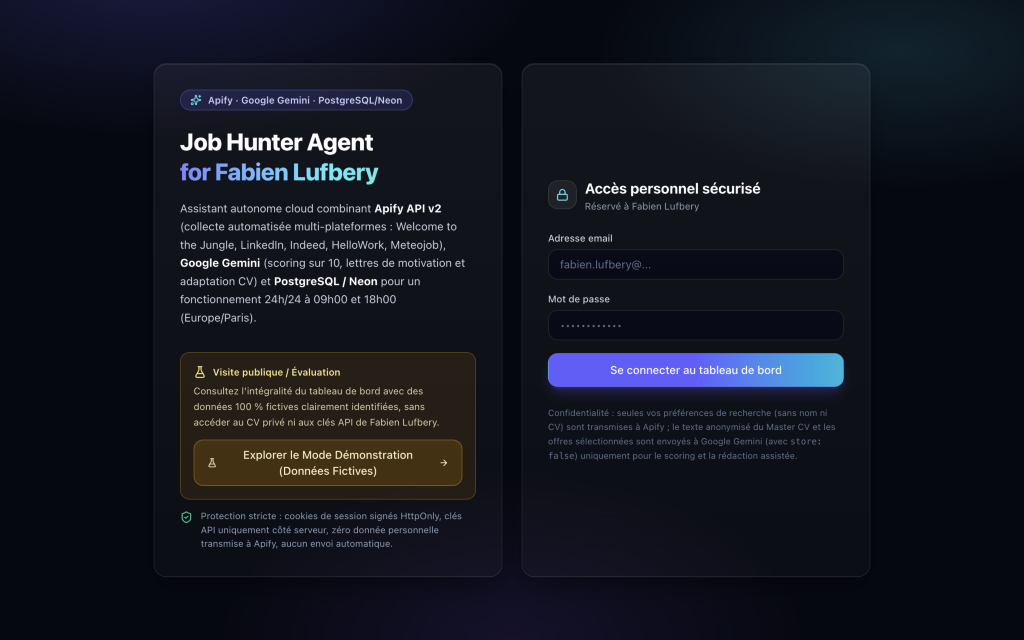 Apify · Google Gemini · PostgreSQL/Neon
Job Hunter Agent
for Fabien Lufbery
Assistant autonome cloud combinant Apify API v2
(collecte automatisée multi-plateformes : Welcome to
the Jungle, LinkedIn, Indeed, HelloWork, Meteojob),
Google Gemini (scoring sur 10, lettres de motivation et
adaptation CV) et PostgreSQL / Neon pour un
fonctionnement 24h/24 à 09h00 et 18h00
(Europe/Paris).
Visite publique / Évaluation
Consultez l'intégralité du tableau de bord avec des
données 100 % fictives clairement identifiées, sans
accéder au CV privé ni aux clés API de Fabien Lufbery.
Explorer le Mode Démonstration
(Données Fictives)
Protection stricte : cookies de session signés HttpOnly, clés
API uniquement côté serveur, zéro donnée personnelle
transmise à Apify, aucun envoi automatique.
Accès personnel sécurisé
Réservé à Fabien Lufbery
Adresse email
fabien.lufbery@...
Mot de passe
••••••••••••
Se connecter au tableau de bord
Confidentialité : seules vos préférences de recherche (sans nom ni
CV) sont transmises à Apify ; le texte anonymisé du Master CV et les
offres sélectionnées sont envoyés à Google Gemini (avec store:
false) uniquement pour le scoring et la rédaction assistée.